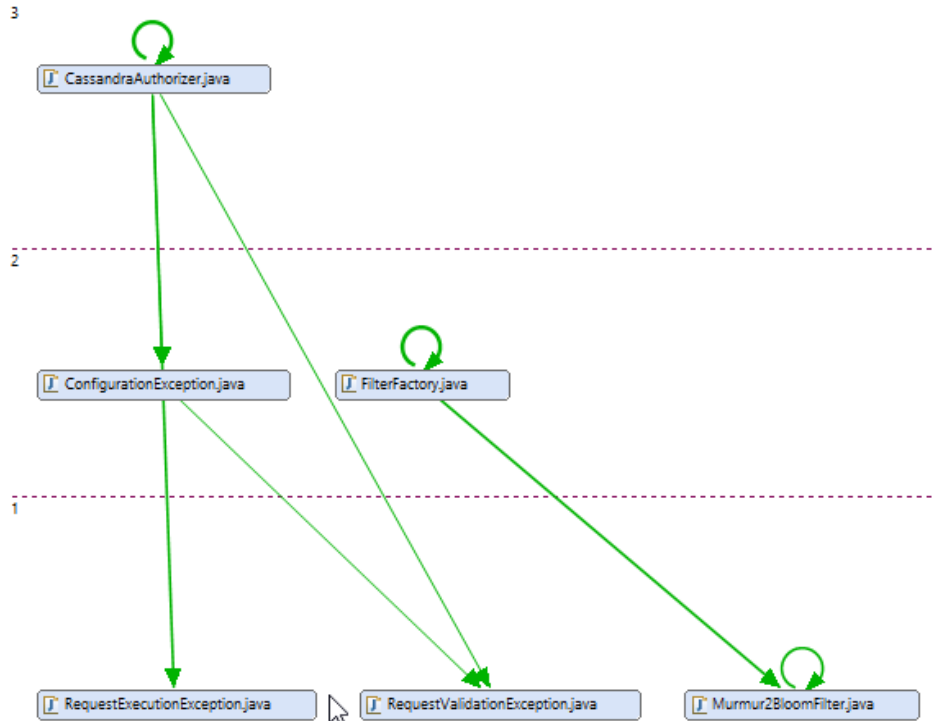 3
CassandraAuthorizer.java
2
ConfigurationException.java
FilterFactory.java
1
RequestExecutionException.java
RequestValidationException.java
Murmur2BloomFilter.java